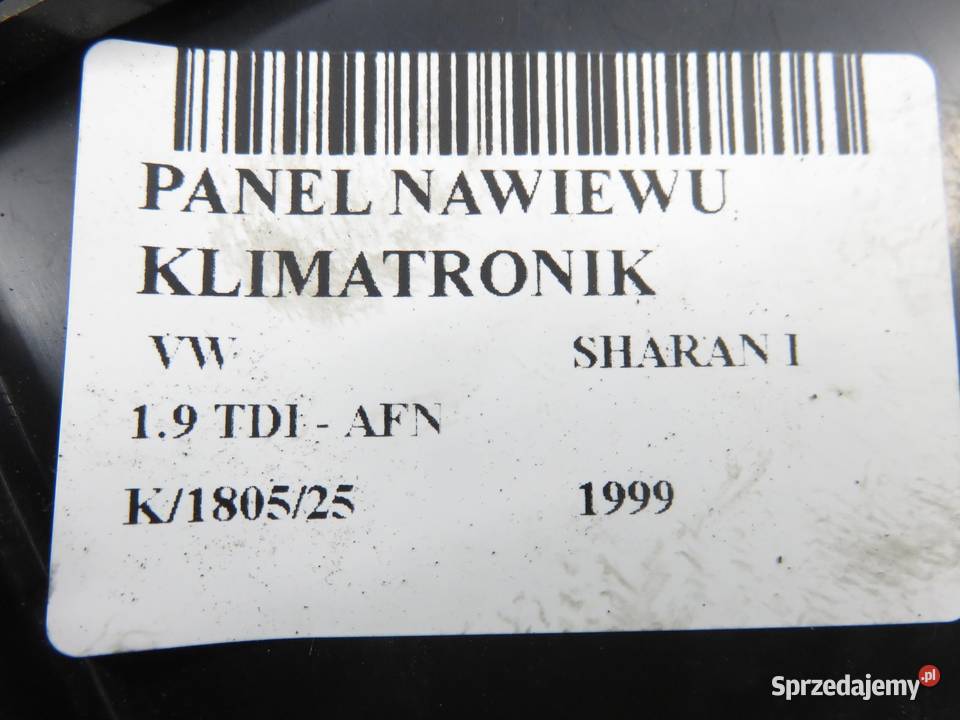 PANEL NAWIEWU
KLIMATRONIK
VW SHARAN I
1.9 TDI - AFN
K/1805/25 1999
Sprzedajemy.pl